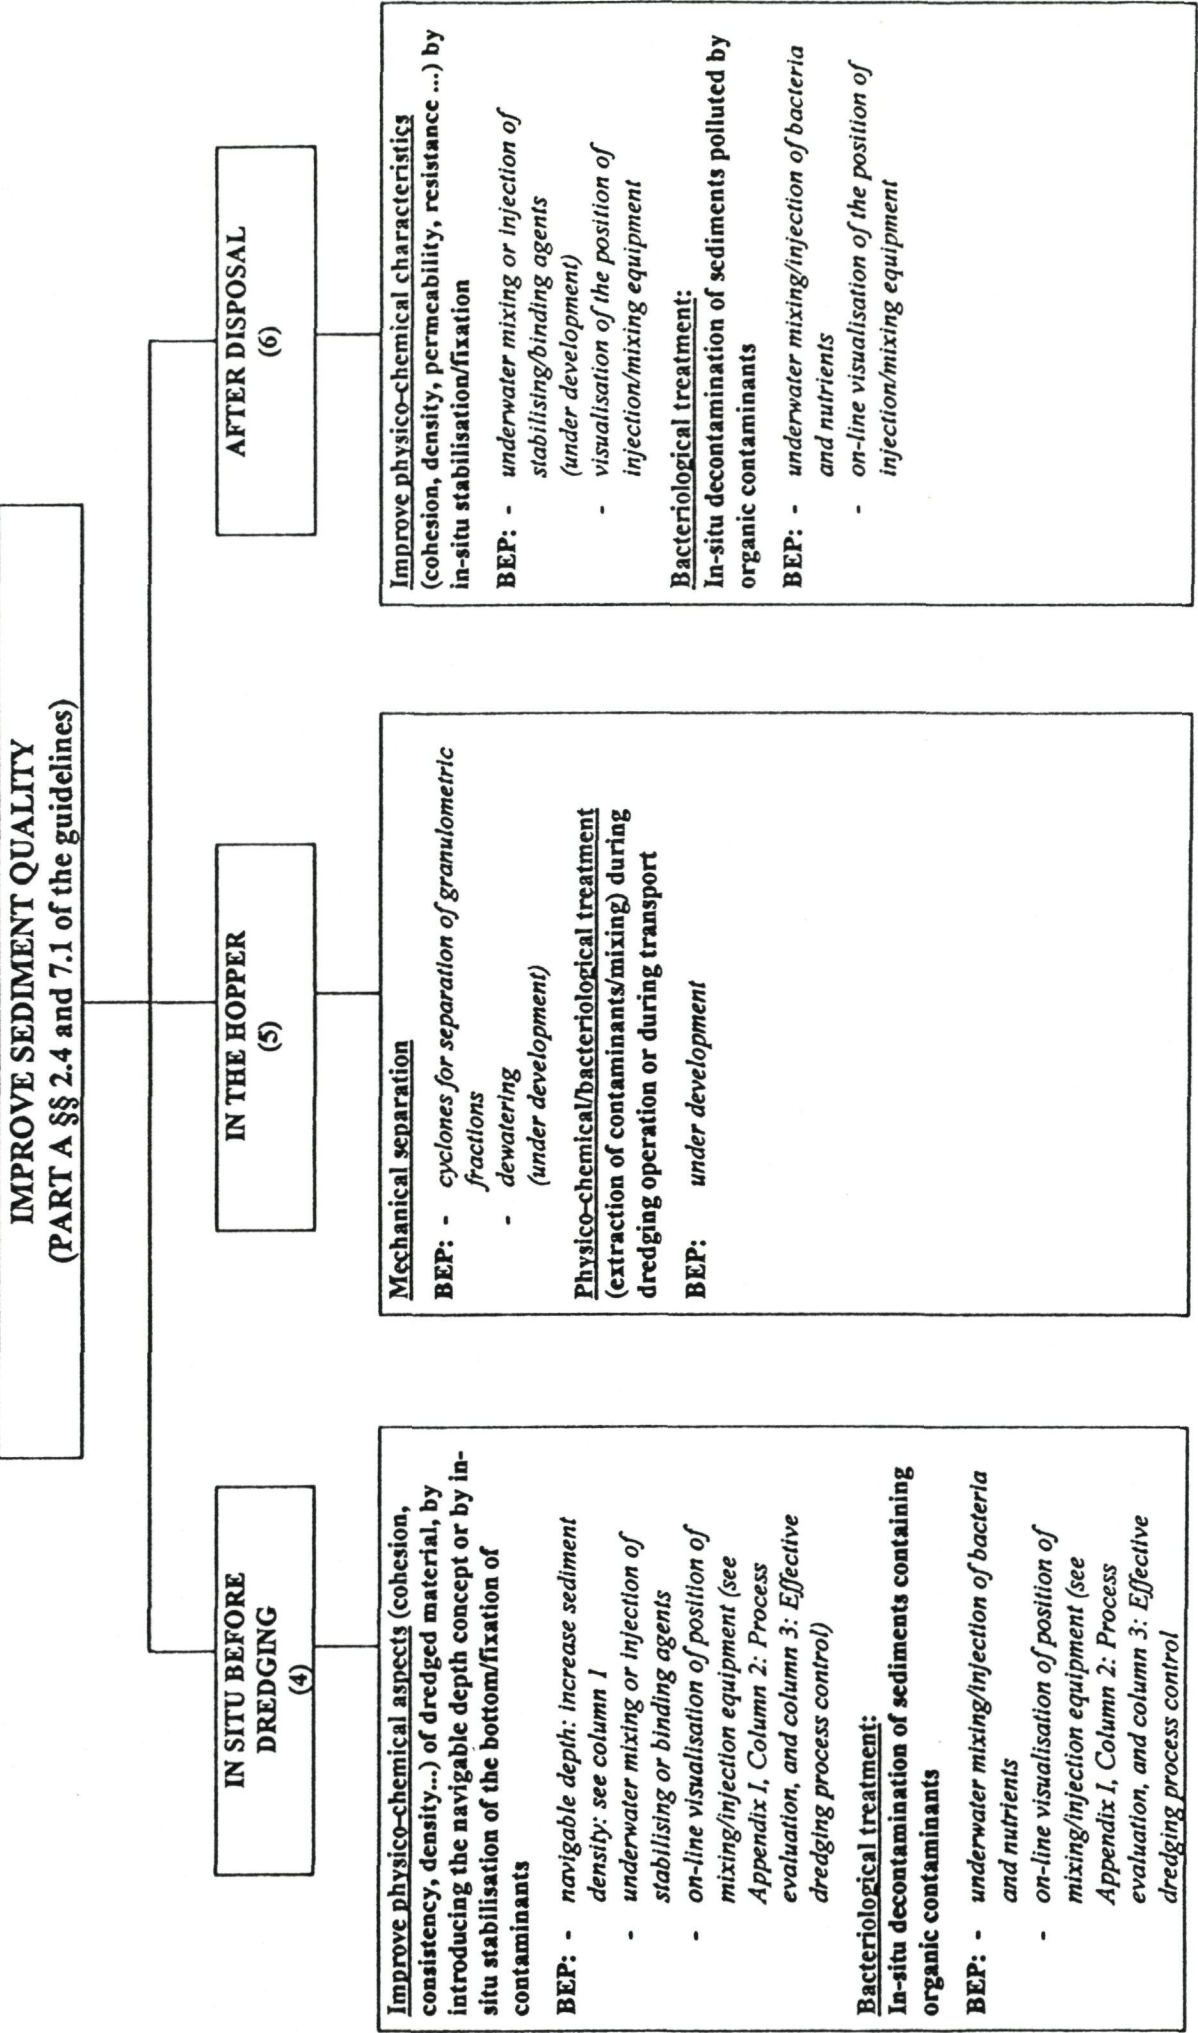 IMPROVE SEDIMENT QUALITY
(PART A §§ 2.4 and 7.1 of the guidelines)
IN SITU BEFORE
DREDGING
(4)
Improve physico-chemical aspects (cohesion,
consistency, density...) of dredged material, by
introducing the navigable depth concept or by in-
situ stabilisation of the bottom/fixation of
contaminants
BEP: - navigable depth: increase sediment
density: see column 1
- underwater mixing or injection of
stabilising or binding agents
- on-line visualisation of position of
mixing/injection equipment (see
Appendix I, Column 2: Process
evaluation, and column 3: Effective
dredging process control)
Bacteriological treatment:
In-situ decontamination of sediments containing
organic contaminants
BEP: - underwater mixing/injection of bacteria
and nutrients
- on-line visualisation of position of
mixing/injection equipment (see
Appendix I, Column 2: Process
evaluation, and column 3: Effective
dredging process control
IN THE HOPPER
(5)
Mechanical separation
BEP: - cyclones for separation of granulometric
fractions
- dewatering
(under development)
Physico-chemical/bacteriological treatment
(extraction of contaminants/mixing) during
dredging operation or during transport
BEP: under development
AFTER DISPOSAL
(6)
Improve physico-chemical characteristics
(cohesion, density, permeability, resistance ...) by
in-situ stabilisation/fixation
BEP: - underwater mixing or injection of
stabilising/binding agents
(under development)
- visualisation of the position of
injection/mixing equipment
Bacteriological treatment:
In-situ decontamination of sediments polluted by
organic contaminants
BEP: - underwater mixing/injection of bacteria
and nutrients
- on-line visualisation of the position of
injection/mixing equipment